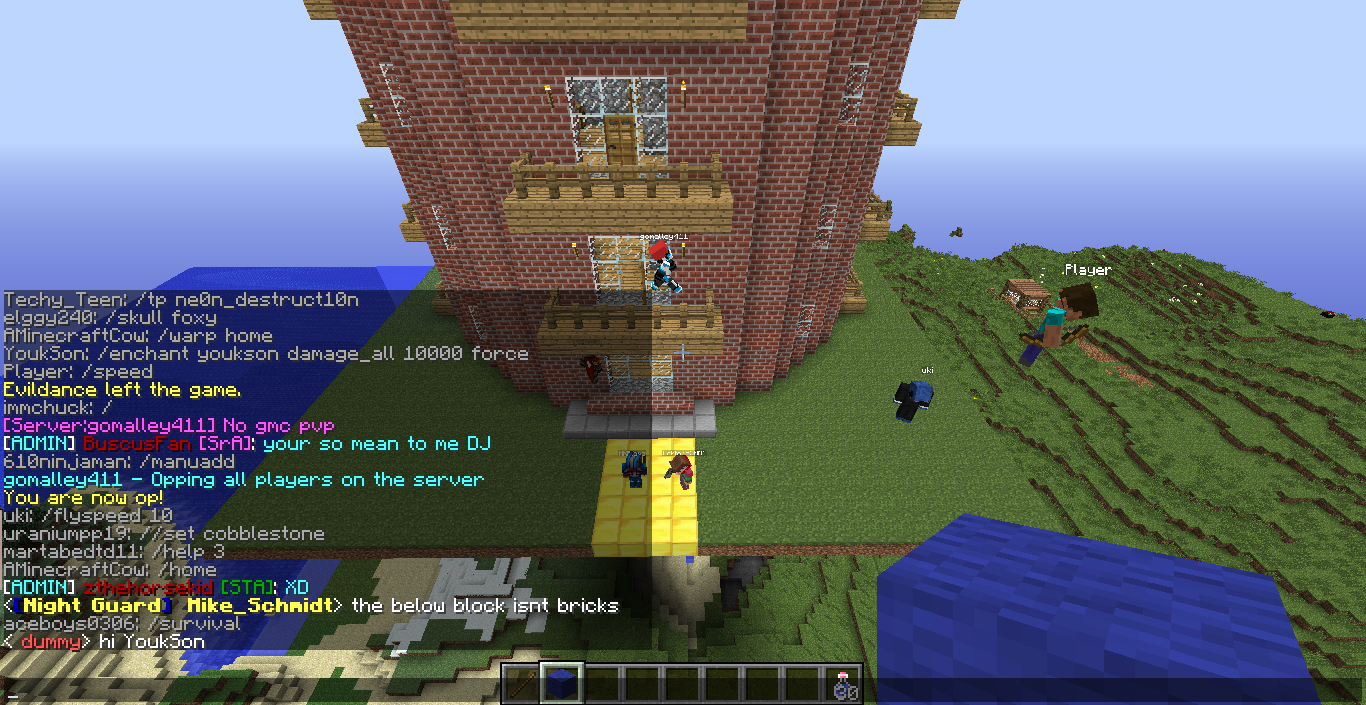 gomalley411
Player
uki
Techy_Teen: /tp ne0n_destruct10n
elggy240: /skull foxy
AMinecraftCow: /warp home
YoukSon: /enchant youkson damage_all 10000 force
Player: /speed
Evildance left the game.
immchuck: /
[Server:gomalley411] No gmc pvp
[ADMIN] BuscusFan [SrA]: your so mean to me DJ
610ninjaman: /manuadd
gomalley411 - Opping all players on the server
You are now op!
uki: /flyspeed 10
uraniumpp19: //set cobblestone
martabedtd11: /help 3
AMinecraftCow: /home
[ADMIN] zthehorsekid [STA]: XD
<[Night Guard] Mike_Schmidt> the below block isnt bricks
aceboys0306: /survival
< dummy> hi YoukSon
_